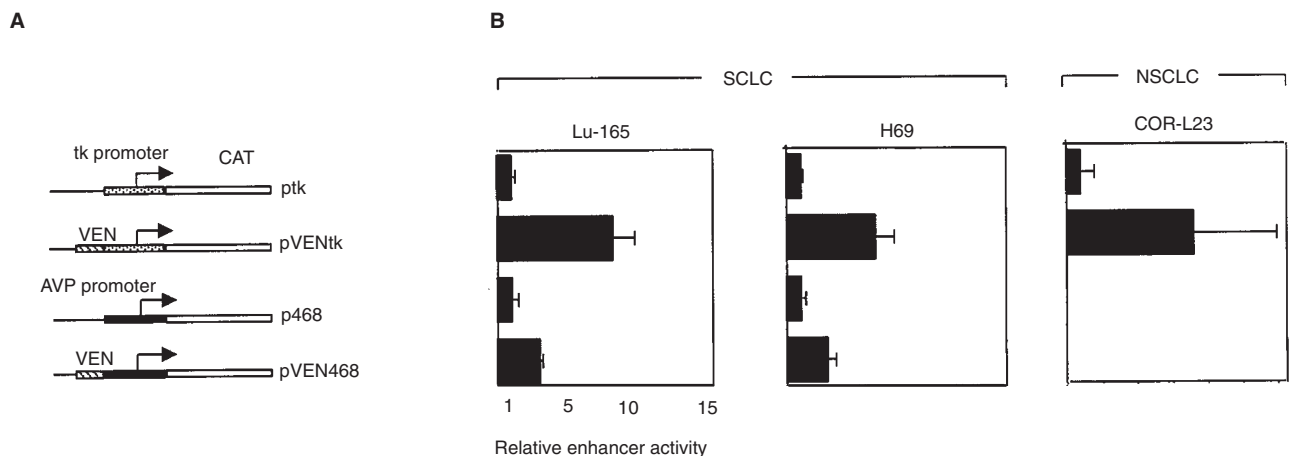 A
tk promoter
CAT
ptk
VEN
pVENtk
AVP promoter
p468
VEN
pVEN468
B
SCLC
NSCLC
Lu-165
H69
COR-L23
1 5 10 15
Relative enhancer activity